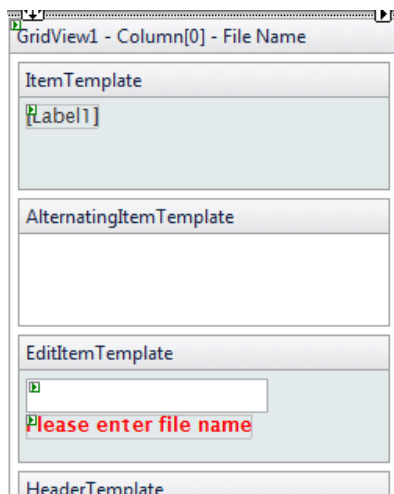 GridView1 - Column[0] - File Name
ItemTemplate
[Label1]
AlternatingItemTemplate
EditItemTemplate
Please enter file name
HeaderTemplate